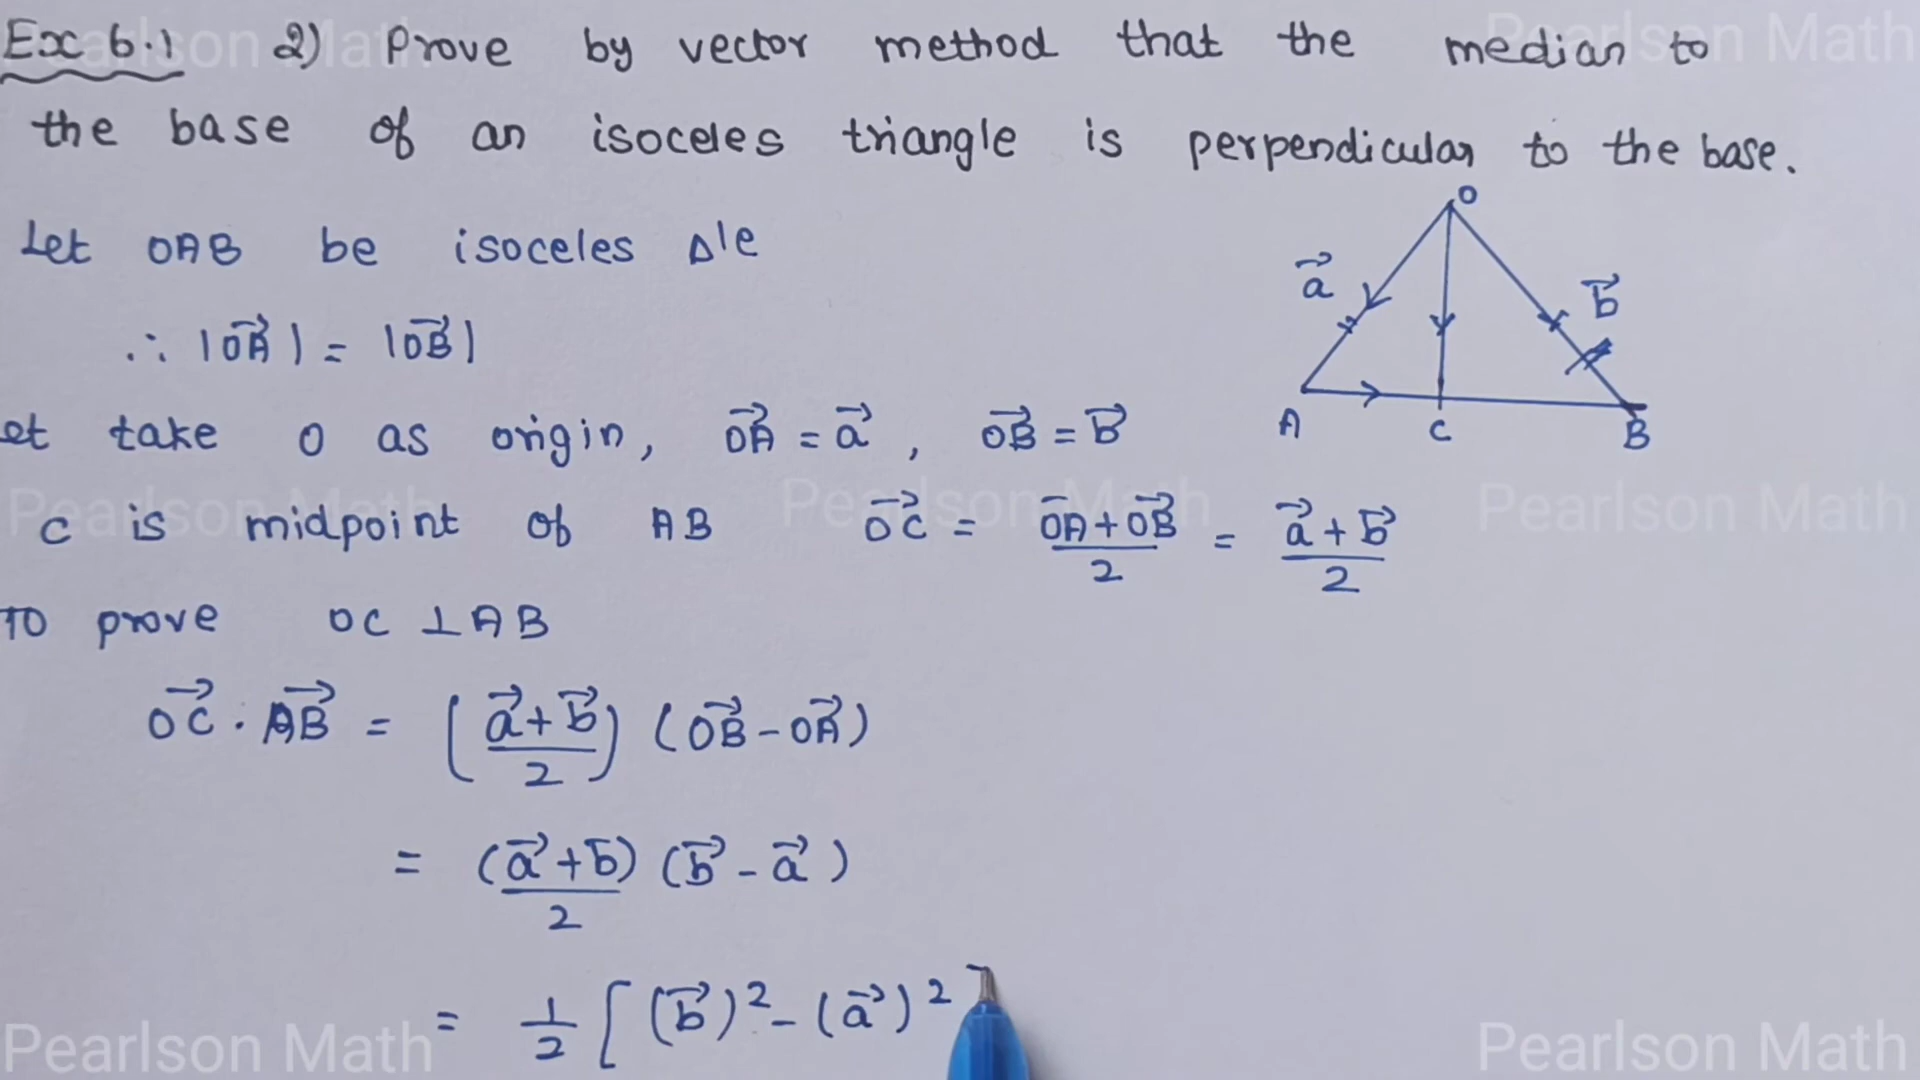 Ex 6.1 2) Prove by vector method that the median to
the base of an isoceles triangle is perpendicular to the base.
Let OAB be isoceles Δle
∴ |OA⃗| = |OB⃗|
et take O as origin, OA⃗ = a⃗ , OB⃗ = b⃗
C is midpoint of AB OC⃗ = (OA + OB⃗)/2 = (a⃗ + b⃗)/2
TO prove OC ⊥ AB
OC⃗ . AB⃗ = ((a⃗ + b⃗)/2) (OB⃗ - OA⃗)
= (a⃗ + b)/2 (b⃗ - a⃗)
= 1/2 [(b⃗)² - (a⃗)²
O
a⃗
b⃗
A C B
Pearlson Math
Pearlson Math
Pearlson Math
Pearlson Math
Pearlson Math
Pearlson Math
Pearlson Math